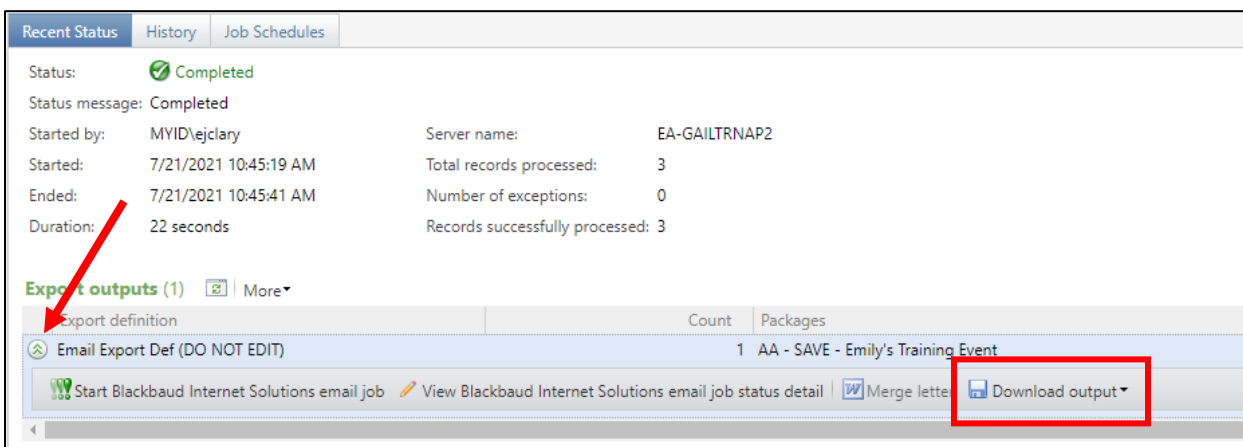 Recent Status History Job Schedules
Status: Completed
Status message: Completed
Started by: MYID\ejclary Server name: EA-GAILTRNAP2
Started: 7/21/2021 10:45:19 AM Total records processed: 3
Ended: 7/21/2021 10:45:41 AM Number of exceptions: 0
Duration: 22 seconds Records successfully processed: 3
Export outputs (1) More
Export definition Count Packages
Email Export Def (DO NOT EDIT) 1 AA - SAVE - Emily's Training Event
Start Blackbaud Internet Solutions email job View Blackbaud Internet Solutions email job status detail Merge letter Download output